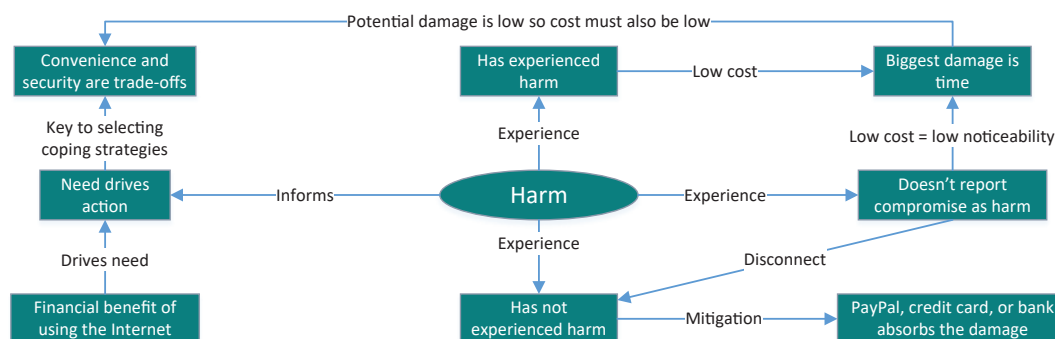 Potential damage is low so cost must also be low
Convenience and
security are trade-offs
Has experienced
harm
Low cost
Biggest damage is
time
Key to selecting
coping strategies
Experience
Low cost = low noticeability
Need drives
action
Informs
Harm
Experience
Doesn't report
compromise as harm
Experience
Drives need
Disconnect
Financial benefit of
using the Internet
Has not
experienced harm
Mitigation
PayPal, credit card, or bank
absorbs the damage